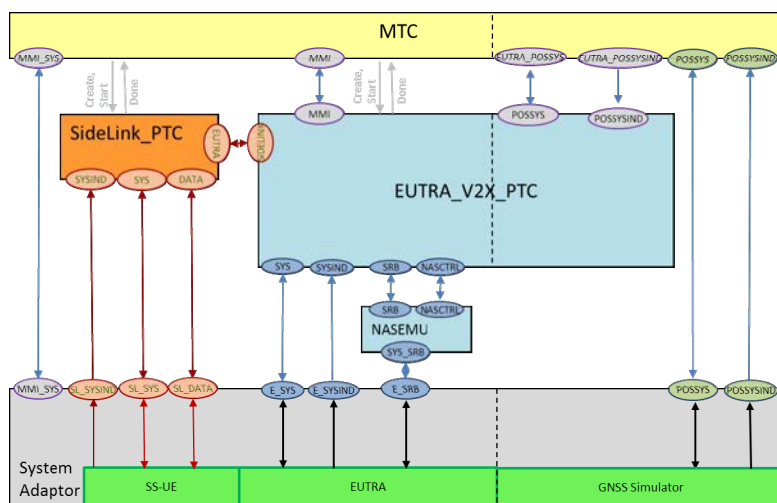 MTC
MMI_SYS
MMI
EUTRA_POSSYS
EUTRA_POSSYSIND
POSSYS
POSSYSIND
Create,
Start
Done
Create,
Start
Done
MMI
POSSYS
POSSYSIND
SideLink_PTC
EUTRA
SIDELINK
EUTRA_V2X_PTC
SYSIND
SYS
DATA
SYS
SYSIND
SRB
NASCTRL
SRB
NASCTRL
NASEMU
SYS_SRB
MMI_SYS
SL_SYSIND
SL_SYS
SL_DATA
E_SYS
E_SYSIND
E_SRB
POSSYS
POSSYSIND
System
Adaptor
SS-UE
EUTRA
GNSS Simulator